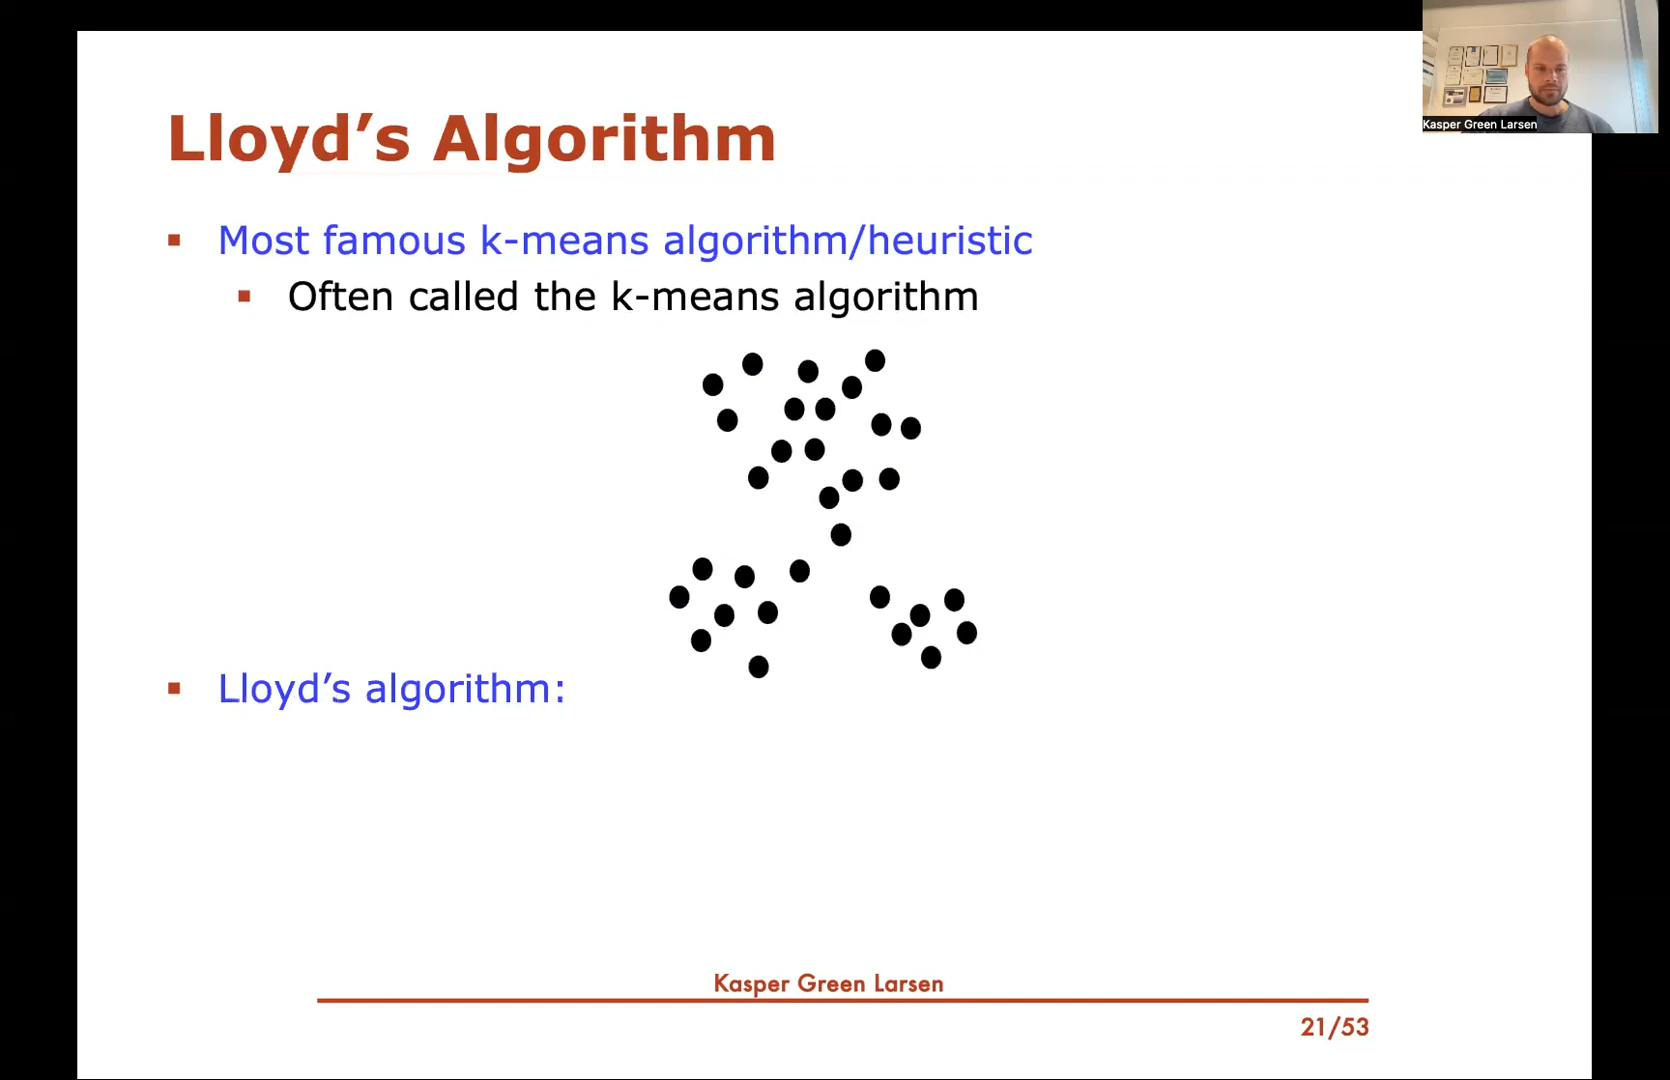 Kasper Green Larsen
Lloyd’s Algorithm
▪ Most famous k-means algorithm/heuristic
▪ Often called the k-means algorithm
▪ Lloyd’s algorithm:
Kasper Green Larsen
21/53